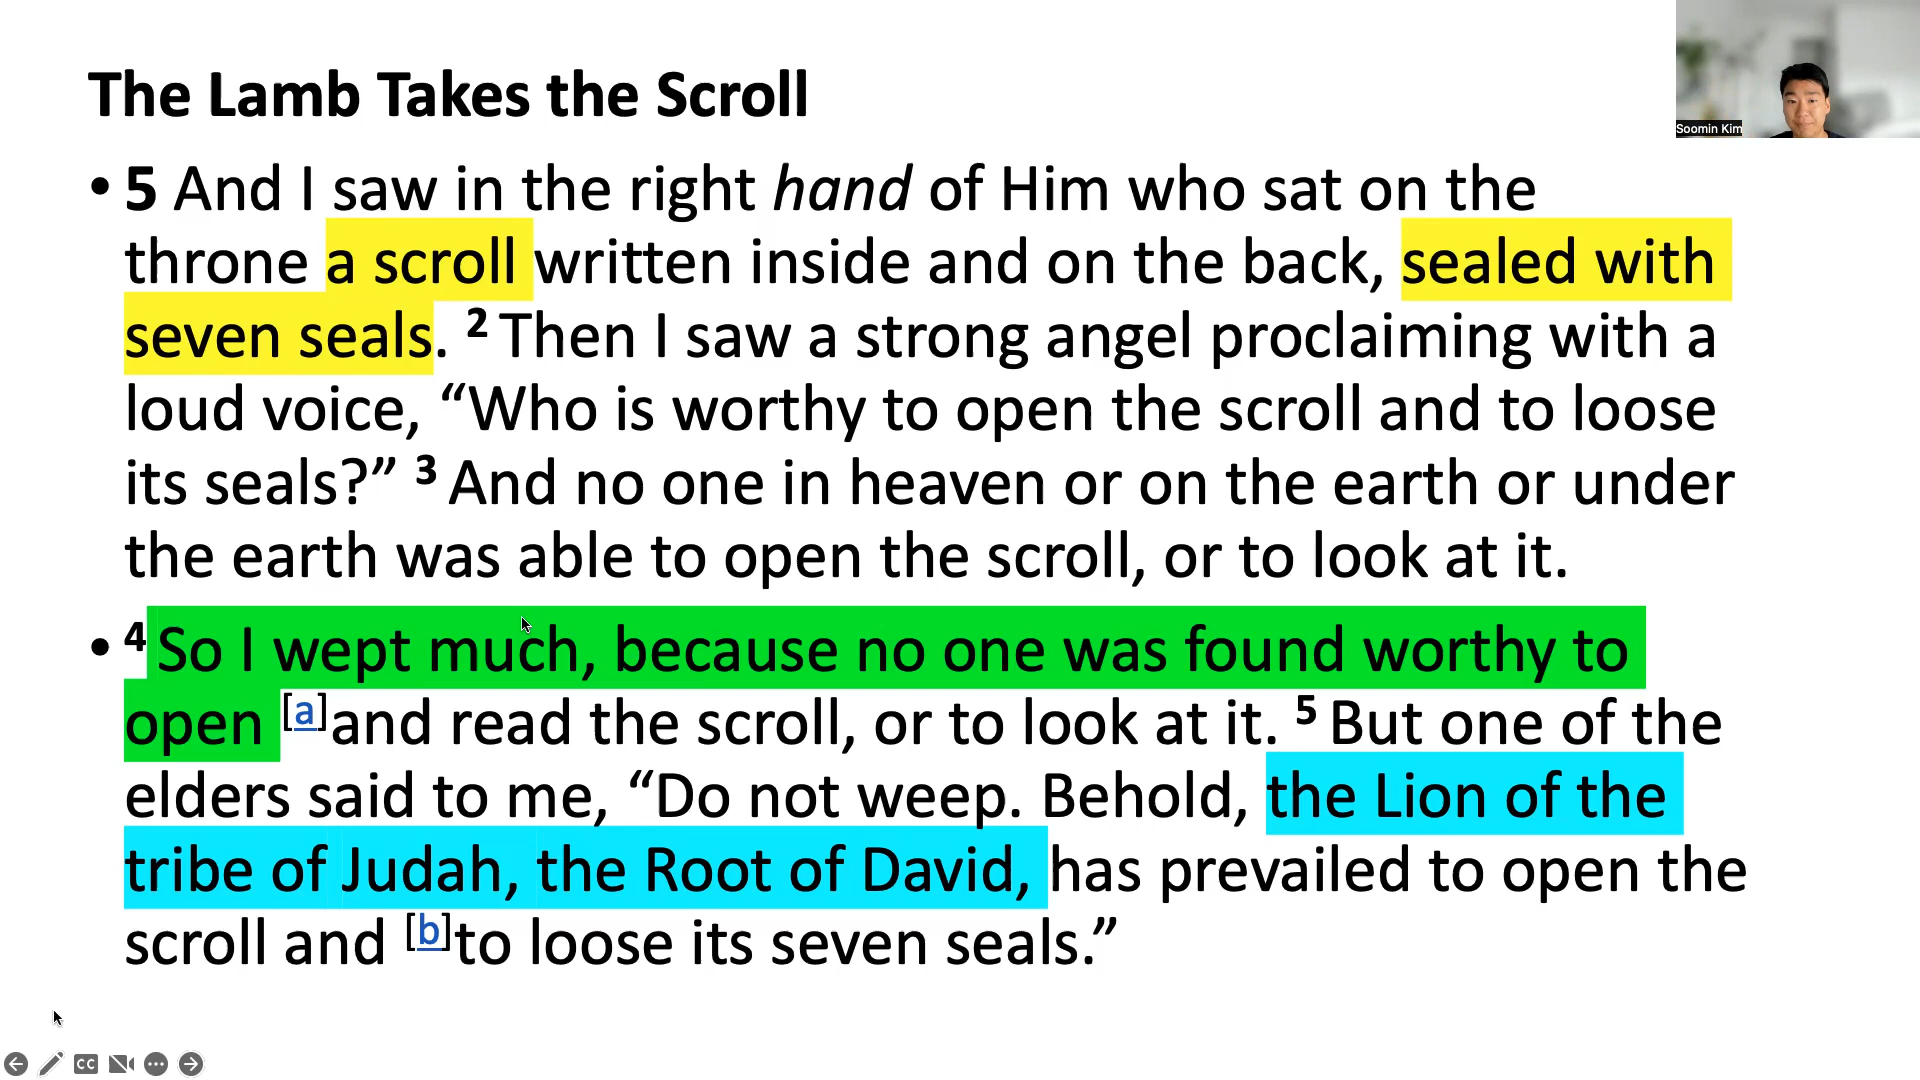 The Lamb Takes the Scroll
Soomin Kim
• 5 And I saw in the right hand of Him who sat on the
throne a scroll written inside and on the back, sealed with
seven seals. 2 Then I saw a strong angel proclaiming with a
loud voice, “Who is worthy to open the scroll and to loose
its seals?” 3 And no one in heaven or on the earth or under
the earth was able to open the scroll, or to look at it.
• 4 So I wept much, because no one was found worthy to
open [a]and read the scroll, or to look at it. 5 But one of the
elders said to me, “Do not weep. Behold, the Lion of the
tribe of Judah, the Root of David, has prevailed to open the
scroll and [b]to loose its seven seals.”
CC